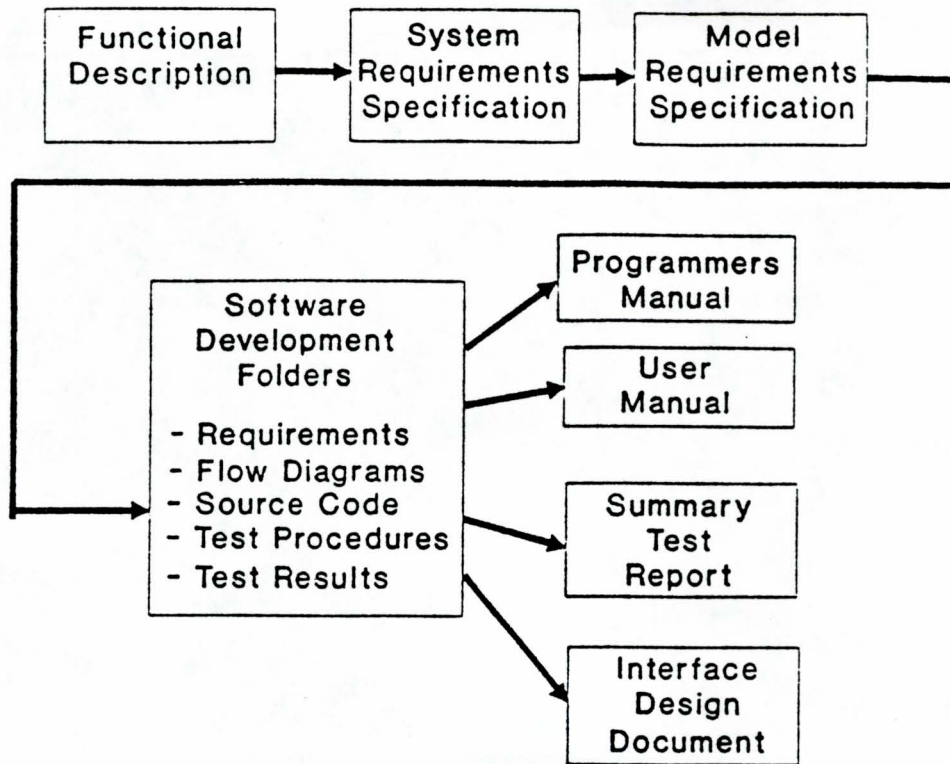 Functional
Description
System
Requirements
Specification
Model
Requirements
Specification
Software
Development
Folders
- Requirements
- Flow Diagrams
- Source Code
- Test Procedures
- Test Results
Programmers
Manual
User
Manual
Summary
Test
Report
Interface
Design
Document